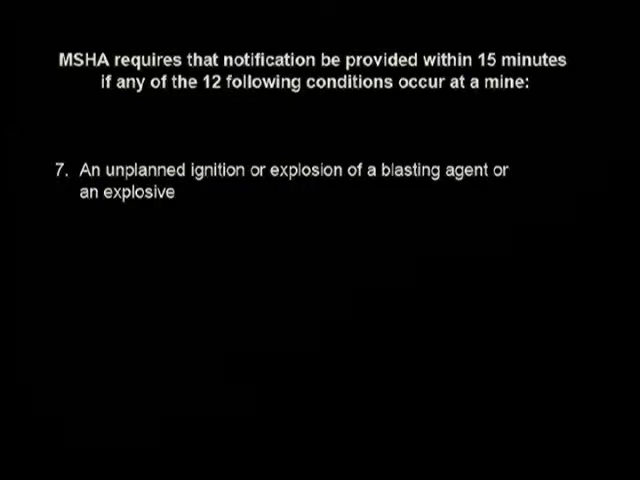 MSHA requires that notification be provided within 15 minutes
if any of the 12 following conditions occur at a mine:
7. An unplanned ignition or explosion of a blasting agent or
an explosive